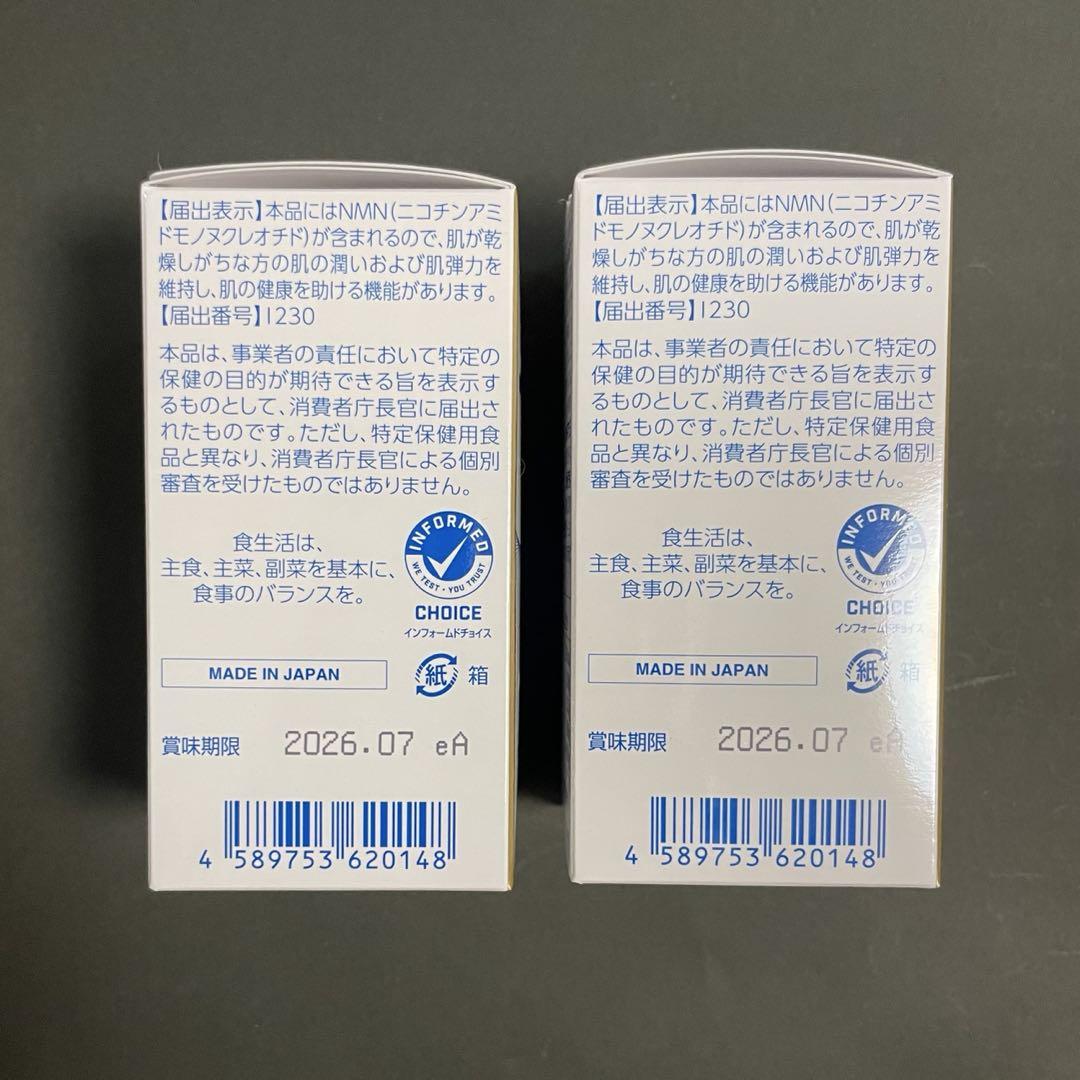 【届出表示】本品にはNMN(ニコチンアミ
ドモノヌクレオチド)が含まれるので、肌が乾
燥しがちな方の肌の潤いおよび肌弾力を
維持し、肌の健康を助ける機能があります。
【届出番号】I230
本品は、事業者の責任において特定の
保健の目的が期待できる旨を表示す
るものとして、消費者庁長官に届出さ
れたものです。ただし、特定保健用食
品と異なり、消費者庁長官による個別
審査を受けたものではありません。
食生活は、
主食、主菜、副菜を基本に、
食事のバランスを。
INFORMED
WE TEST・YOU TRUST
CHOICE
インフォームドチョイス
MADE IN JAPAN
紙 箱
賞味期限 2026.07 eA
4 589753 620148
【届出表示】本品にはNMN(ニコチンアミ
ドモノヌクレオチド)が含まれるので、肌が乾
燥しがちな方の肌の潤いおよび肌弾力を
維持し、肌の健康を助ける機能があります。
【届出番号】I230
本品は、事業者の責任において特定の
保健の目的が期待できる旨を表示す
るものとして、消費者庁長官に届出さ
れたものです。ただし、特定保健用食
品と異なり、消費者庁長官による個別
審査を受けたものではありません。
食生活は、
主食、主菜、副菜を基本に、
食事のバランスを。
INFORMED
WE TEST・YOU TRUST
CHOICE
インフォームドチョイス
MADE IN JAPAN
紙 箱
賞味期限 2026.07 eA
4 589753 620148